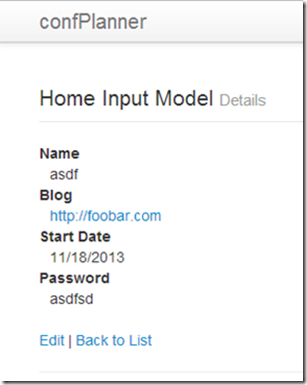 confPlanner
Home Input Model Details
Name
asdf
Blog
http://foobar.com
Start Date
11/18/2013
Password
asdfsd
Edit | Back to List